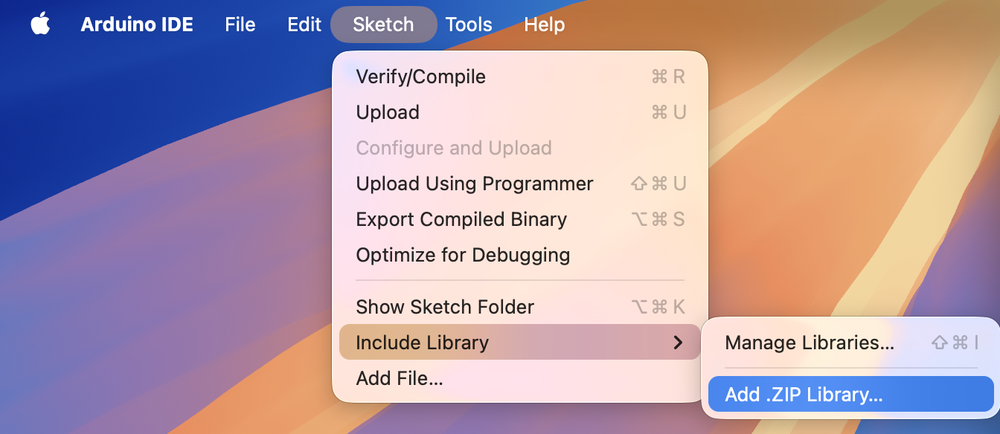 Arduino IDE File Edit Sketch Tools Help
Verify/Compile ⌘ R
Upload ⌘ U
Configure and Upload
Upload Using Programmer ⇧ ⌘ U
Export Compiled Binary ⌥ ⌘ S
Optimize for Debugging
Show Sketch Folder ⌥ ⌘ K
Include Library
Add File...
Manage Libraries... ⇧ ⌘ I
Add .ZIP Library...